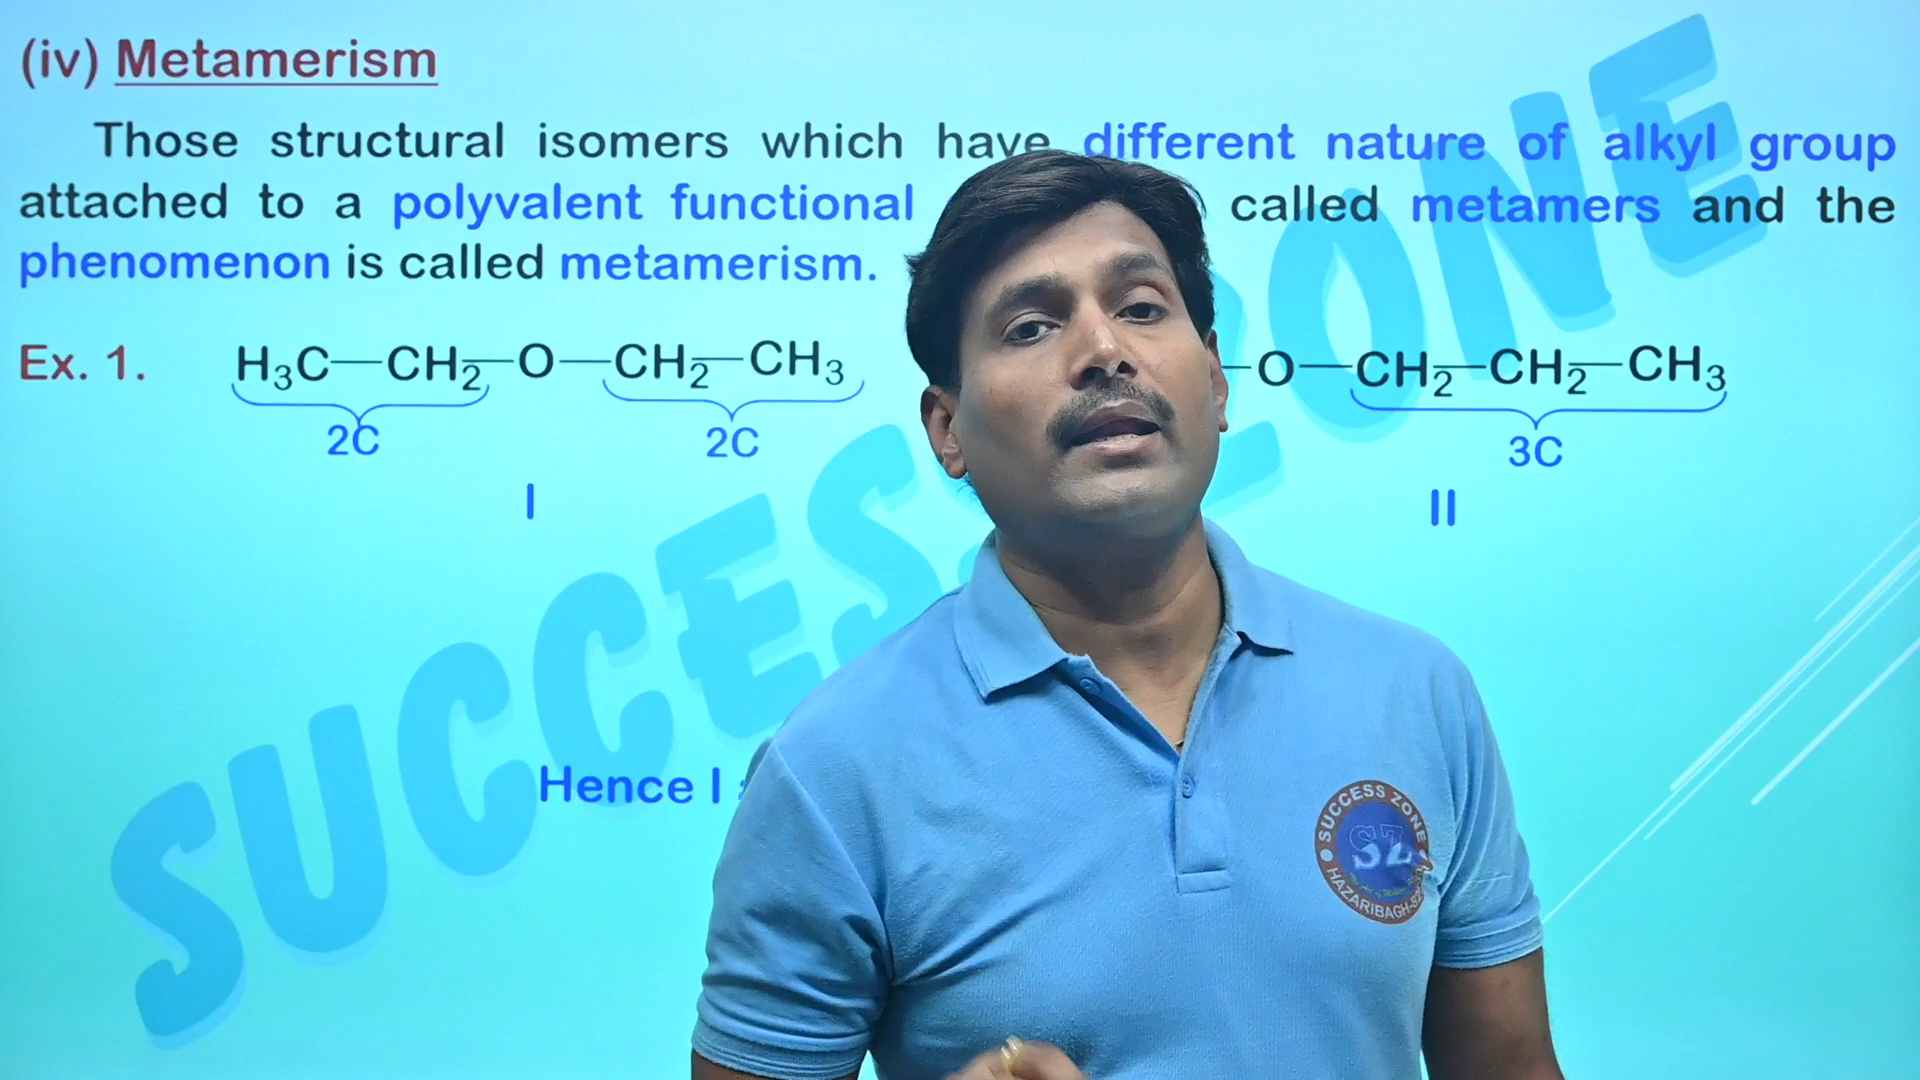 (iv) Metamerism
Those structural isomers which have different nature of alkyl group
attached to a polyvalent functional called metamers and the
phenomenon is called metamerism.
Ex. 1. H₃C—CH₂—O—CH₂—CH₃ —O—CH₂—CH₂—CH₃
2C 2C 3C
I II
Hence I
SUCCESS ZONE
SUCCESS ZONE
SZ
HAZARIBAGH